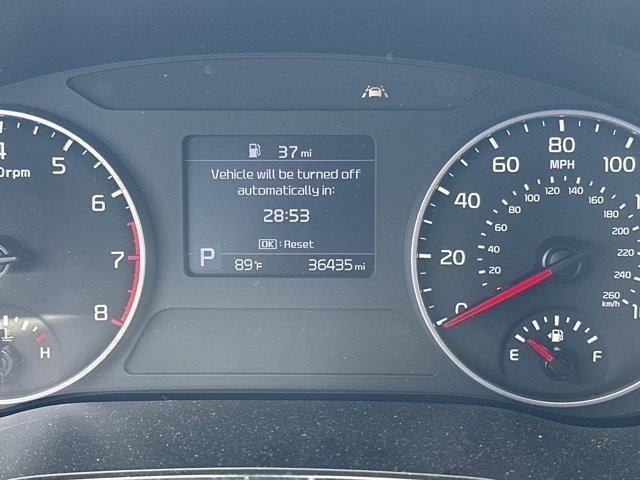 37 mi
Vehicle will be turned off
automatically in:
28:53
OK : Reset
P
89°F 36435 mi
4
5
6
7
8
H
0
20
40
60
80
100
MPH
20
40
60
80
100
120
140
160
180
200
220
240
260
km/h
E F